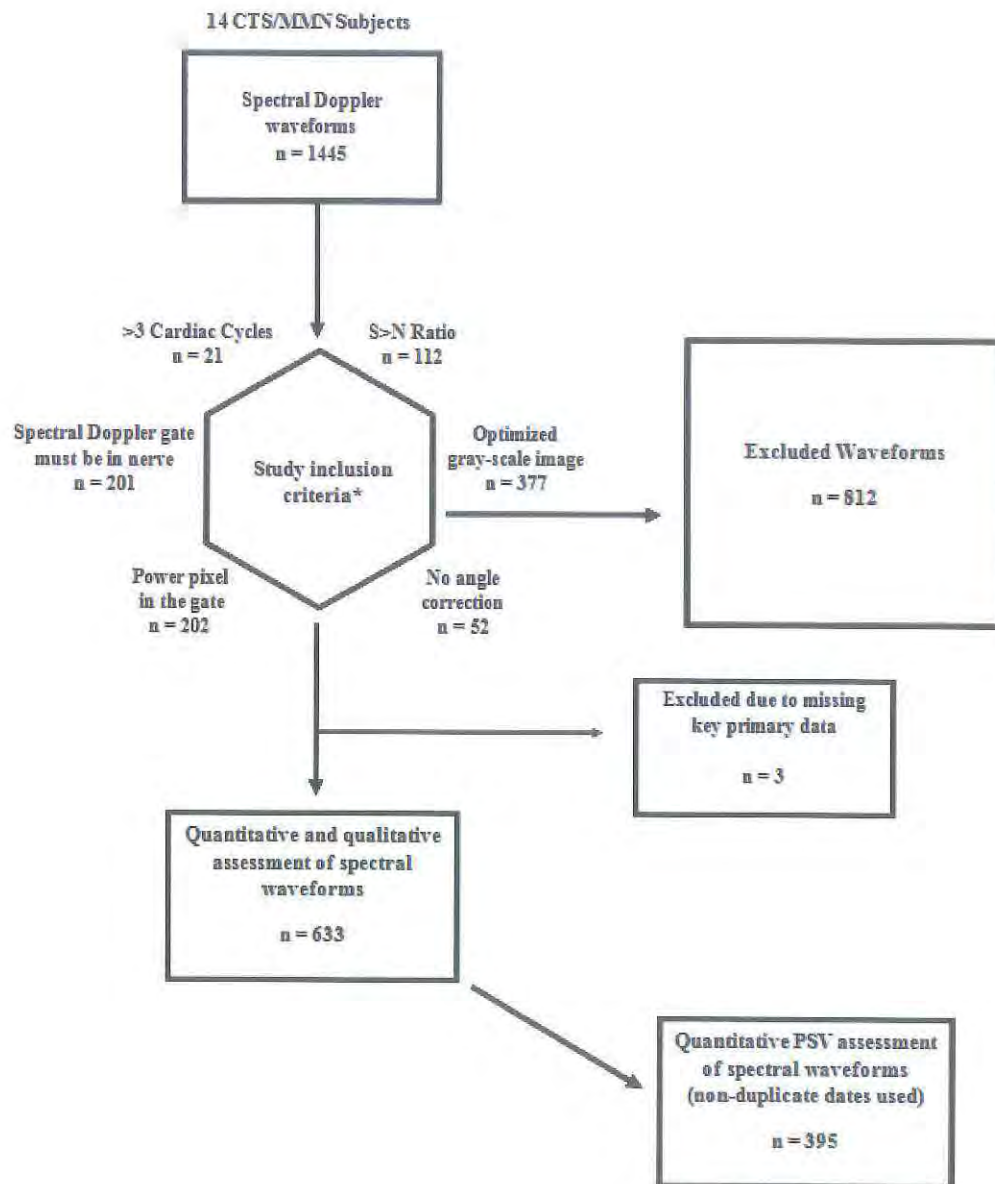 14 CTS/MMN Subjects
Spectral Doppler
waveforms
n = 1445
>3 Cardiac Cycles
n = 21
S>N Ratio
n = 112
Spectral Doppler gate
must be in nerve
n = 201
Study inclusion
criteria*
Optimized
gray-scale image
n = 377
Excluded Waveforms
n = 812
Power pixel
in the gate
n = 202
No angle
correction
n = 52
Excluded due to missing
key primary data
n = 3
Quantitative and qualitative
assessment of spectral
waveforms
n = 633
Quantitative PSV assessment
of spectral waveforms
(non-duplicate dates used)
n = 395